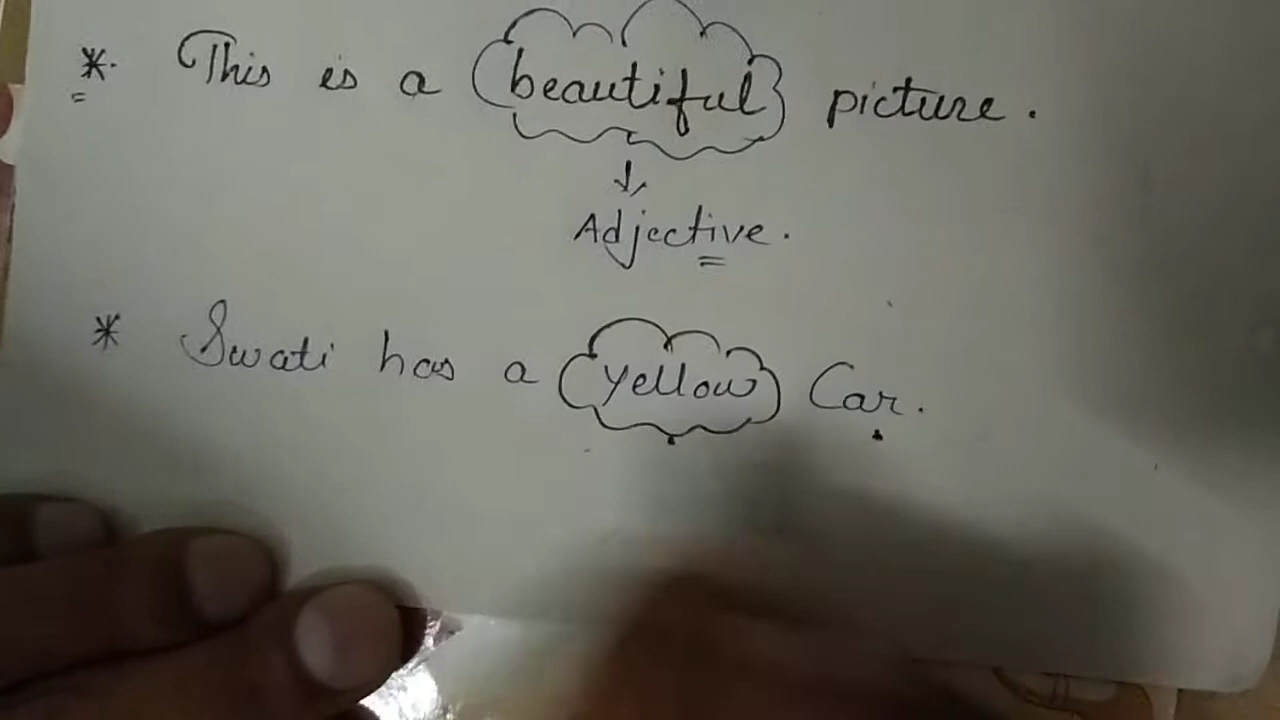 * This is a beautiful picture.
Adjective.
* Swati has a yellow Car.